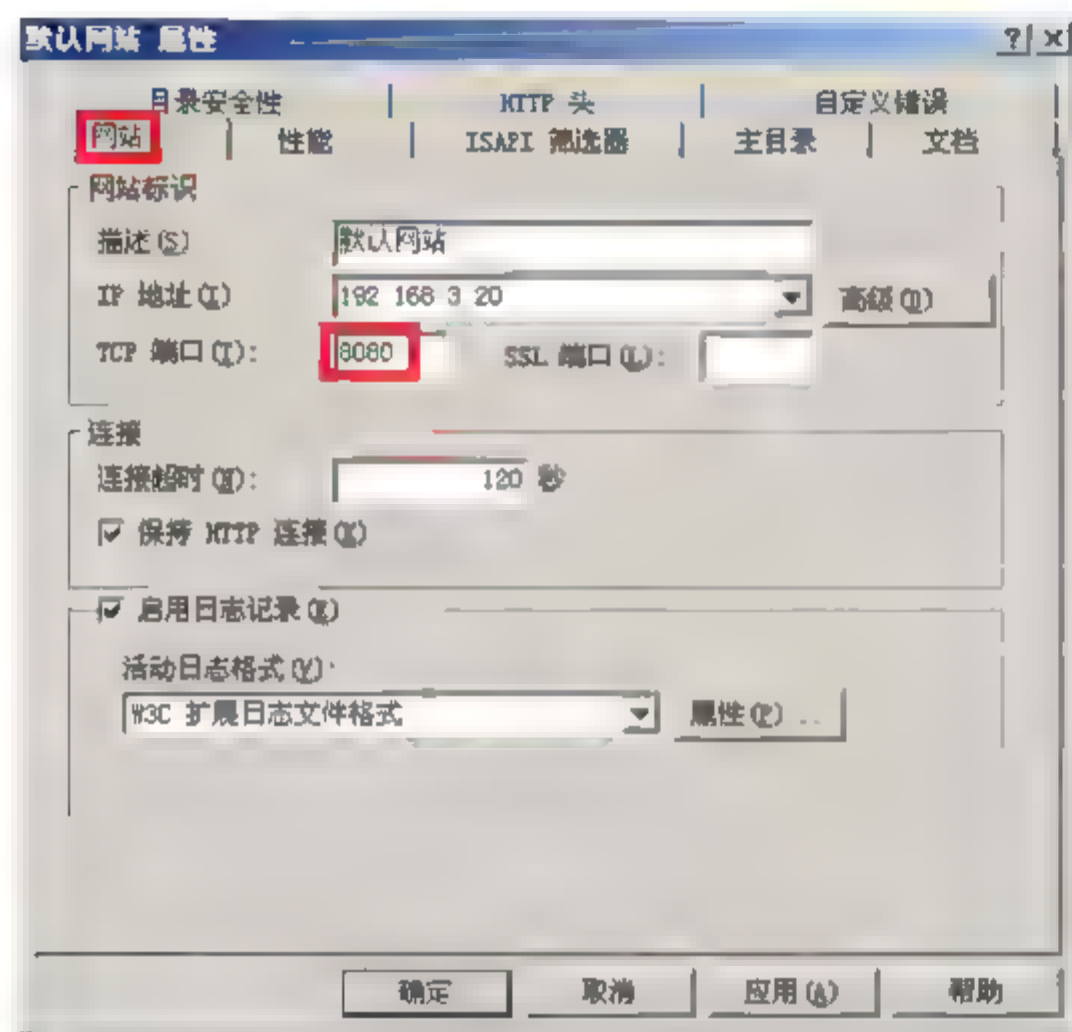 默认网站 属性
目录安全性 HTTP 头 自定义错误
网站 性能 ISAPI 筛选器 主目录 文档
网站标识
描述(S) 默认网站
IP 地址(I) 192 168 3 20 高级(D)
TCP 端口(T): 8080 SSL 端口(L):
连接
连接超时(N): 120 秒
保持 HTTP 连接(K)
启用日志记录(E)
活动日志格式(V):
W3C 扩展日志文件格式 属性(P) ..
确定 取消 应用(A) 帮助